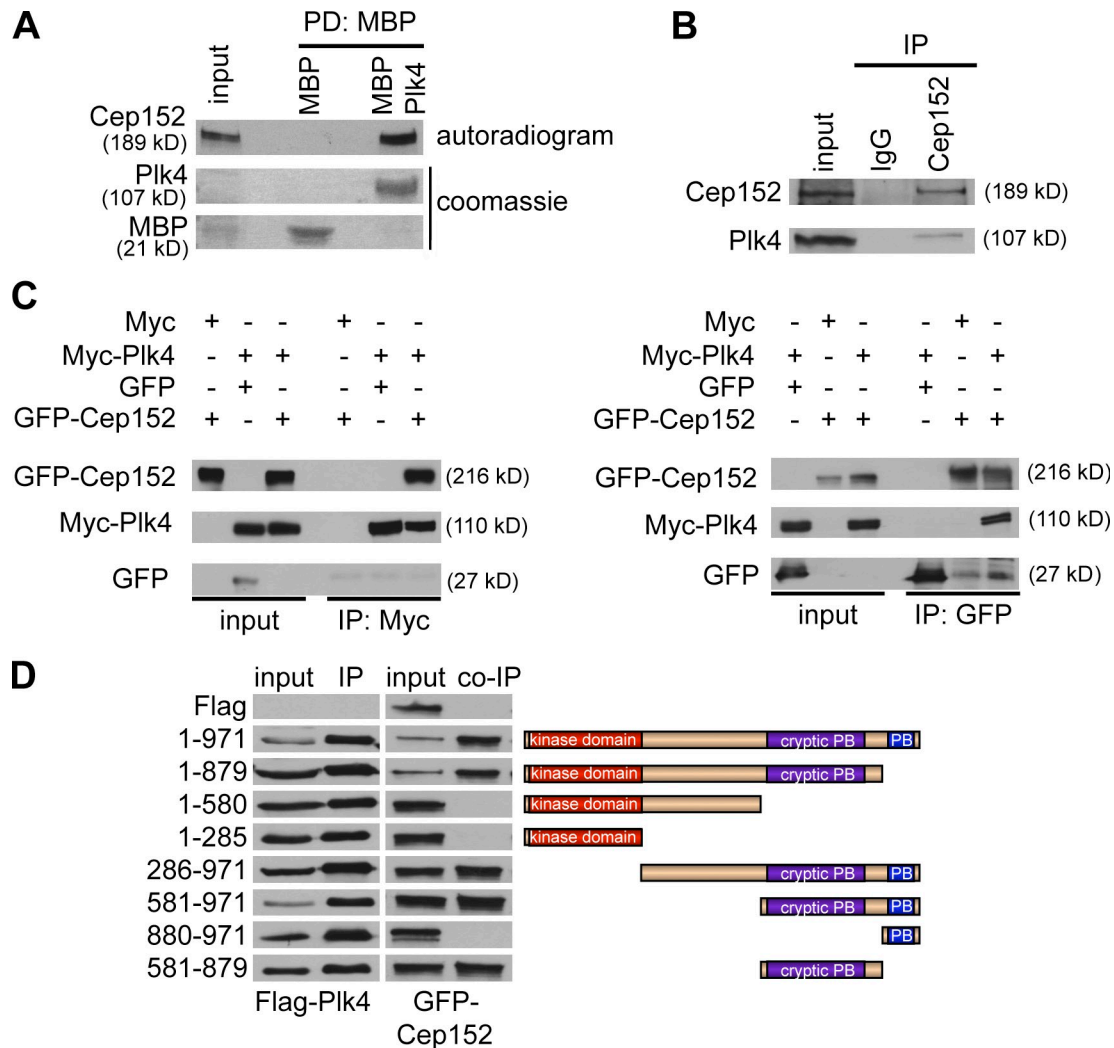 A
PD: MBP
input
MBP
MBP
Plk4
Cep152
(189 kD)
autoradiogram
Plk4
(107 kD)
MBP
(21 kD)
coomassie
B
IP
input
IgG
Cep152
Cep152
(189 kD)
Plk4
(107 kD)
C
Myc + - - + - -
Myc-Plk4 - + + - + +
GFP - + - - + -
GFP-Cep152 + - + + - +
GFP-Cep152 (216 kD)
Myc-Plk4 (110 kD)
GFP (27 kD)
input IP: Myc
Myc - + - - + -
Myc-Plk4 + - + + - +
GFP + - - + - -
GFP-Cep152 - + + - + +
GFP-Cep152 (216 kD)
Myc-Plk4 (110 kD)
GFP (27 kD)
input IP: GFP
D
input IP input co-IP
Flag
1-971 kinase domain cryptic PB PB
1-879 kinase domain cryptic PB
1-580 kinase domain
1-285 kinase domain
286-971 cryptic PB PB
581-971 cryptic PB PB
880-971 PB
581-879 cryptic PB
Flag-Plk4
GFP-
Cep152